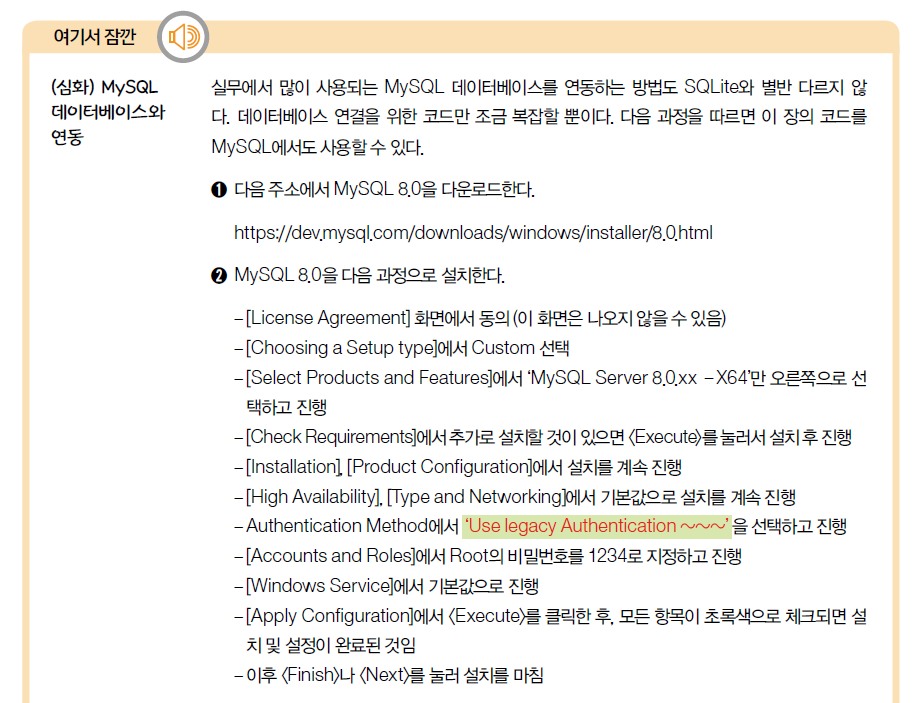 여기서 잠깐
(심화) MySQL
데이터베이스와
연동
실무에서 많이 사용되는 MySQL 데이터베이스를 연동하는 방법도 SQLite와 별반 다르지 않
다. 데이터베이스 연결을 위한 코드만 조금 복잡할 뿐이다. 다음 과정을 따르면 이 장의 코드를
MySQL에서도 사용할 수 있다.
❶ 다음 주소에서 MySQL 8.0을 다운로드한다.
https://dev.mysql.com/downloads/windows/installer/8.0.html
❷ MySQL 8.0을 다음 과정으로 설치한다.
– [License Agreement] 화면에서 동의 (이 화면은 나오지 않을 수 있음)
– [Choosing a Setup type]에서 Custom 선택
– [Select Products and Features]에서 ‘MySQL Server 8.0.xx – X64’만 오른쪽으로 선
택하고 진행
– [Check Requirements]에서 추가로 설치할 것이 있으면 〈Execute〉를 눌러서 설치 후 진행
– [Installation], [Product Configuration]에서 설치를 계속 진행
– [High Availability], [Type and Networking]에서 기본값으로 설치를 계속 진행
– Authentication Method에서 ‘Use legacy Authentication ~~~’을 선택하고 진행
– [Accounts and Roles]에서 Root의 비밀번호를 1234로 지정하고 진행
– [Windows Service]에서 기본값으로 진행
– [Apply Configuration]에서 〈Execute〉를 클릭한 후, 모든 항목이 초록색으로 체크되면 설
치 및 설정이 완료된 것임
– 이후 〈Finish〉나 〈Next〉를 눌러 설치를 마침